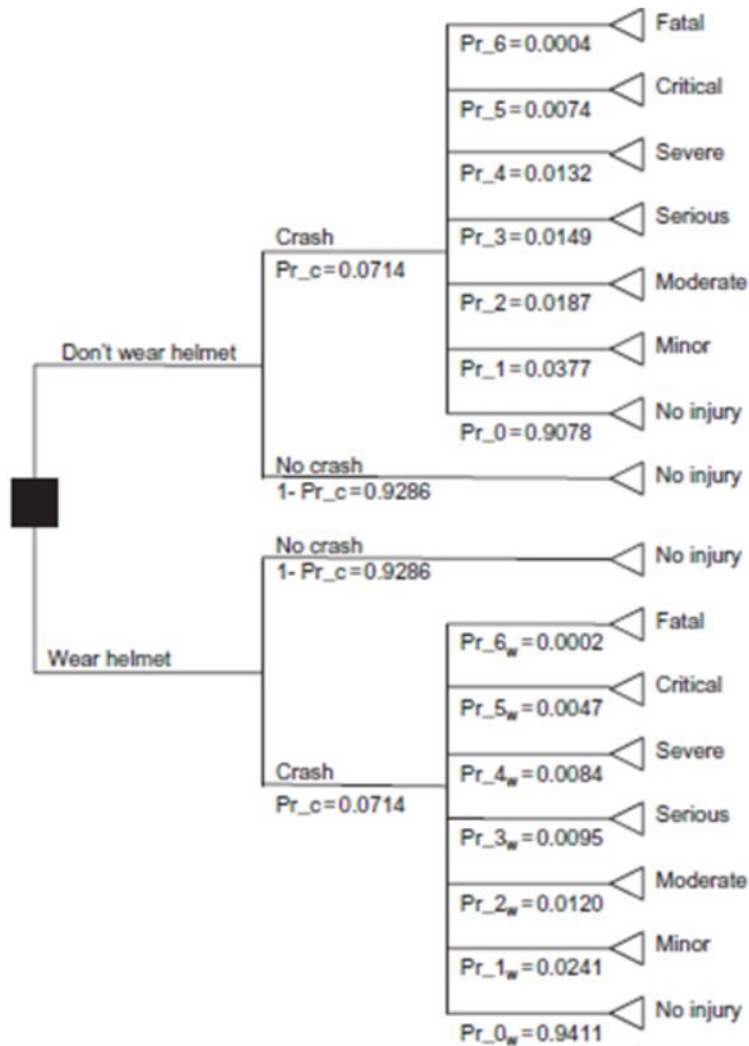 Fatal
Pr_6=0.0004
Critical
Pr_5=0.0074
Severe
Pr_4=0.0132
Serious
Crash
Pr_3=0.0149
Pr_c=0.0714
Moderate
Pr_2=0.0187
Don't wear helmet
Minor
Pr_1=0.0377
No injury
Pr_0=0.9078
No crash
No injury
1- Pr_c=0.9286
No crash
No injury
1- Pr_c=0.9286
Fatal
Wear helmet
Pr_6w=0.0002
Critical
Pr_5w=0.0047
Severe
Crash
Pr_4w=0.0084
Pr_c=0.0714
Serious
Pr_3w=0.0095
Moderate
Pr_2w=0.0120
Minor
Pr_1w=0.0241
No injury
Pr_0w=0.9411